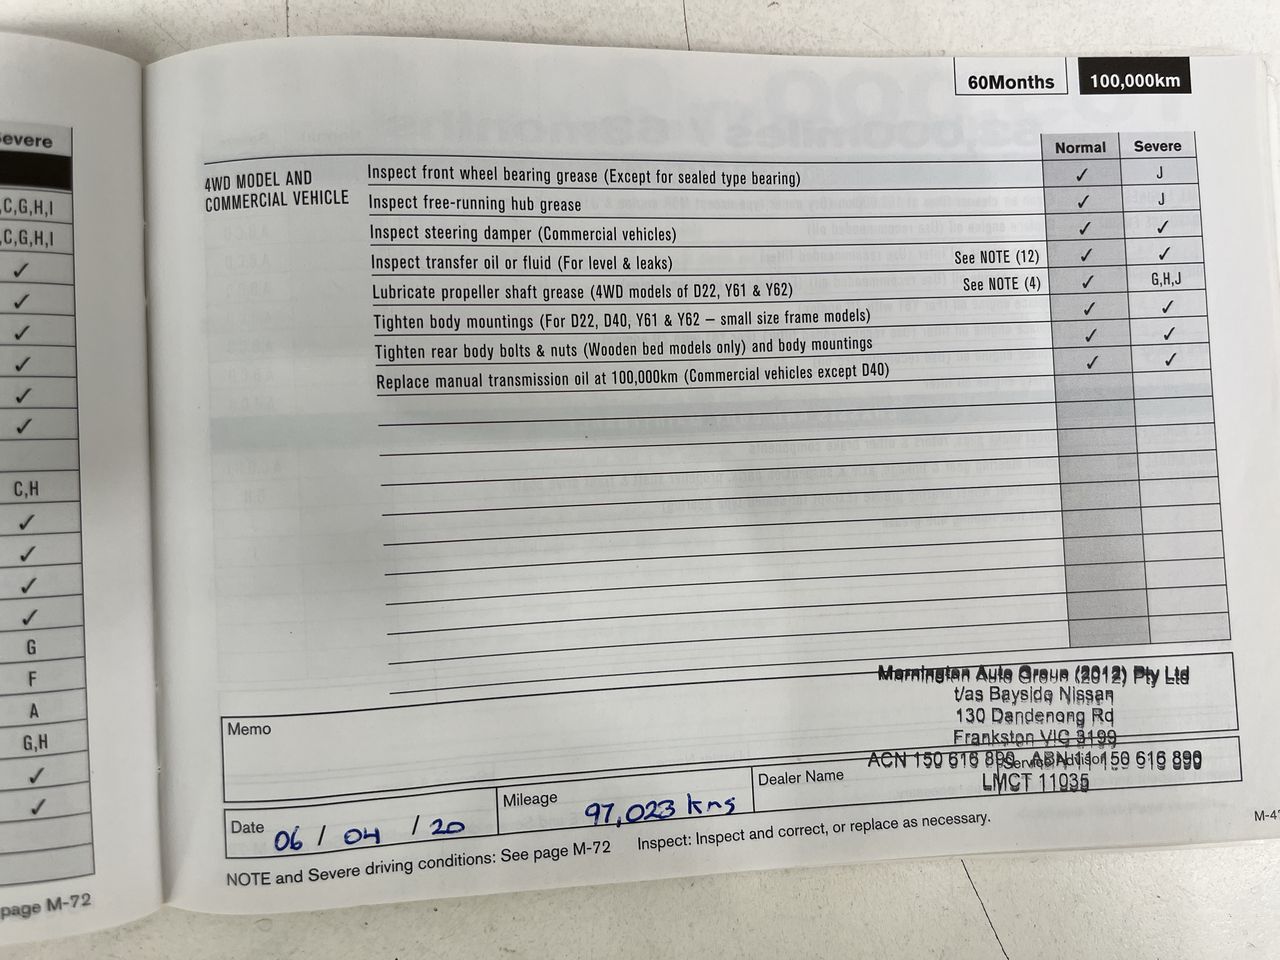 60Months 100,000km
Severe
C,G,H,I
C,G,H,I
✓
✓
✓
✓
✓
✓
C,H
✓
✓
✓
✓
G
F
A
G,H
✓
✓
page M-72
Normal Severe
4WD MODEL AND
COMMERCIAL VEHICLE
Inspect front wheel bearing grease (Except for sealed type bearing) ✓ J
Inspect free-running hub grease ✓ J
Inspect steering damper (Commercial vehicles) ✓ ✓
Inspect transfer oil or fluid (For level & leaks) See NOTE (12) ✓ ✓
Lubricate propeller shaft grease (4WD models of D22, Y61 & Y62) See NOTE (4) ✓ G,H,J
Tighten body mountings (For D22, D40, Y61 & Y62 – small size frame models) ✓ ✓
Tighten rear body bolts & nuts (Wooden bed models only) and body mountings ✓ ✓
Replace manual transmission oil at 100,000km (Commercial vehicles except D40) ✓ ✓
Memo
Mornington Auto Group (2012) Pty Ltd
t/as Bayside Nissan
130 Dandenong Rd
Frankston VIC 3199
ACN 150 616 890 ABN 11 150 616 890
Service Advisor
LMCT 11035
Date 06 / 04 / 20
Mileage 97,023 kms
Dealer Name
NOTE and Severe driving conditions: See page M-72 Inspect: Inspect and correct, or replace as necessary.